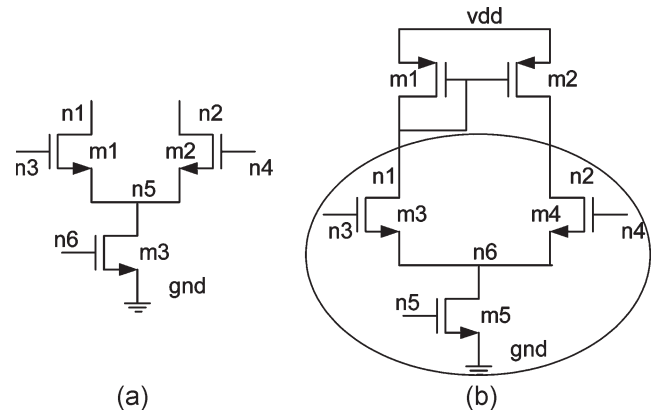 vdd
m1 m2
n1 n2
m1 m2
n3 n4
n5
n6 m3
gnd
n1 n2
m3 m4
n3 n4
n6
n5 m5
gnd
(a) (b)